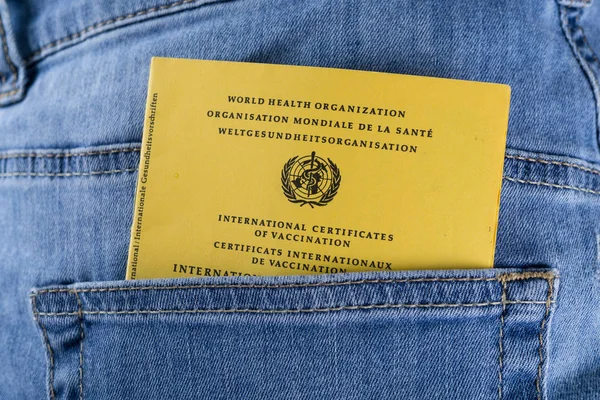 WORLD HEALTH ORGANIZATION
ORGANISATION MONDIALE DE LA SANTÉ
WELTGESUNDHEITSORGANISATION
INTERNATIONAL CERTIFICATES
OF VACCINATION
CERTIFICATS INTERNATIONAUX
DE VACCINATION
rnational / Internationale Gesundheitsvorschriften